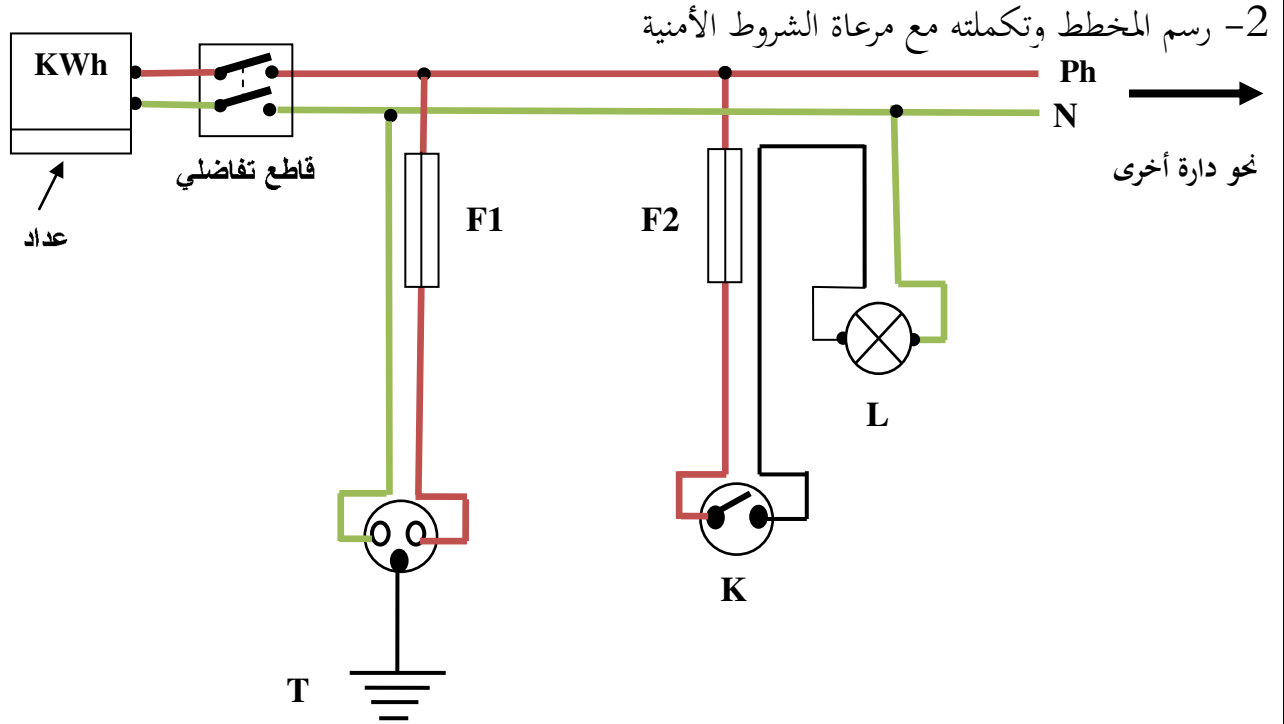 2- رسم المخطط وتكملته مع مرعاة الشروط الأمنية
KWh
Ph
N
قاطع تفاضلي
نحو دارة أخرى
عداد
F1
F2
L
K
T